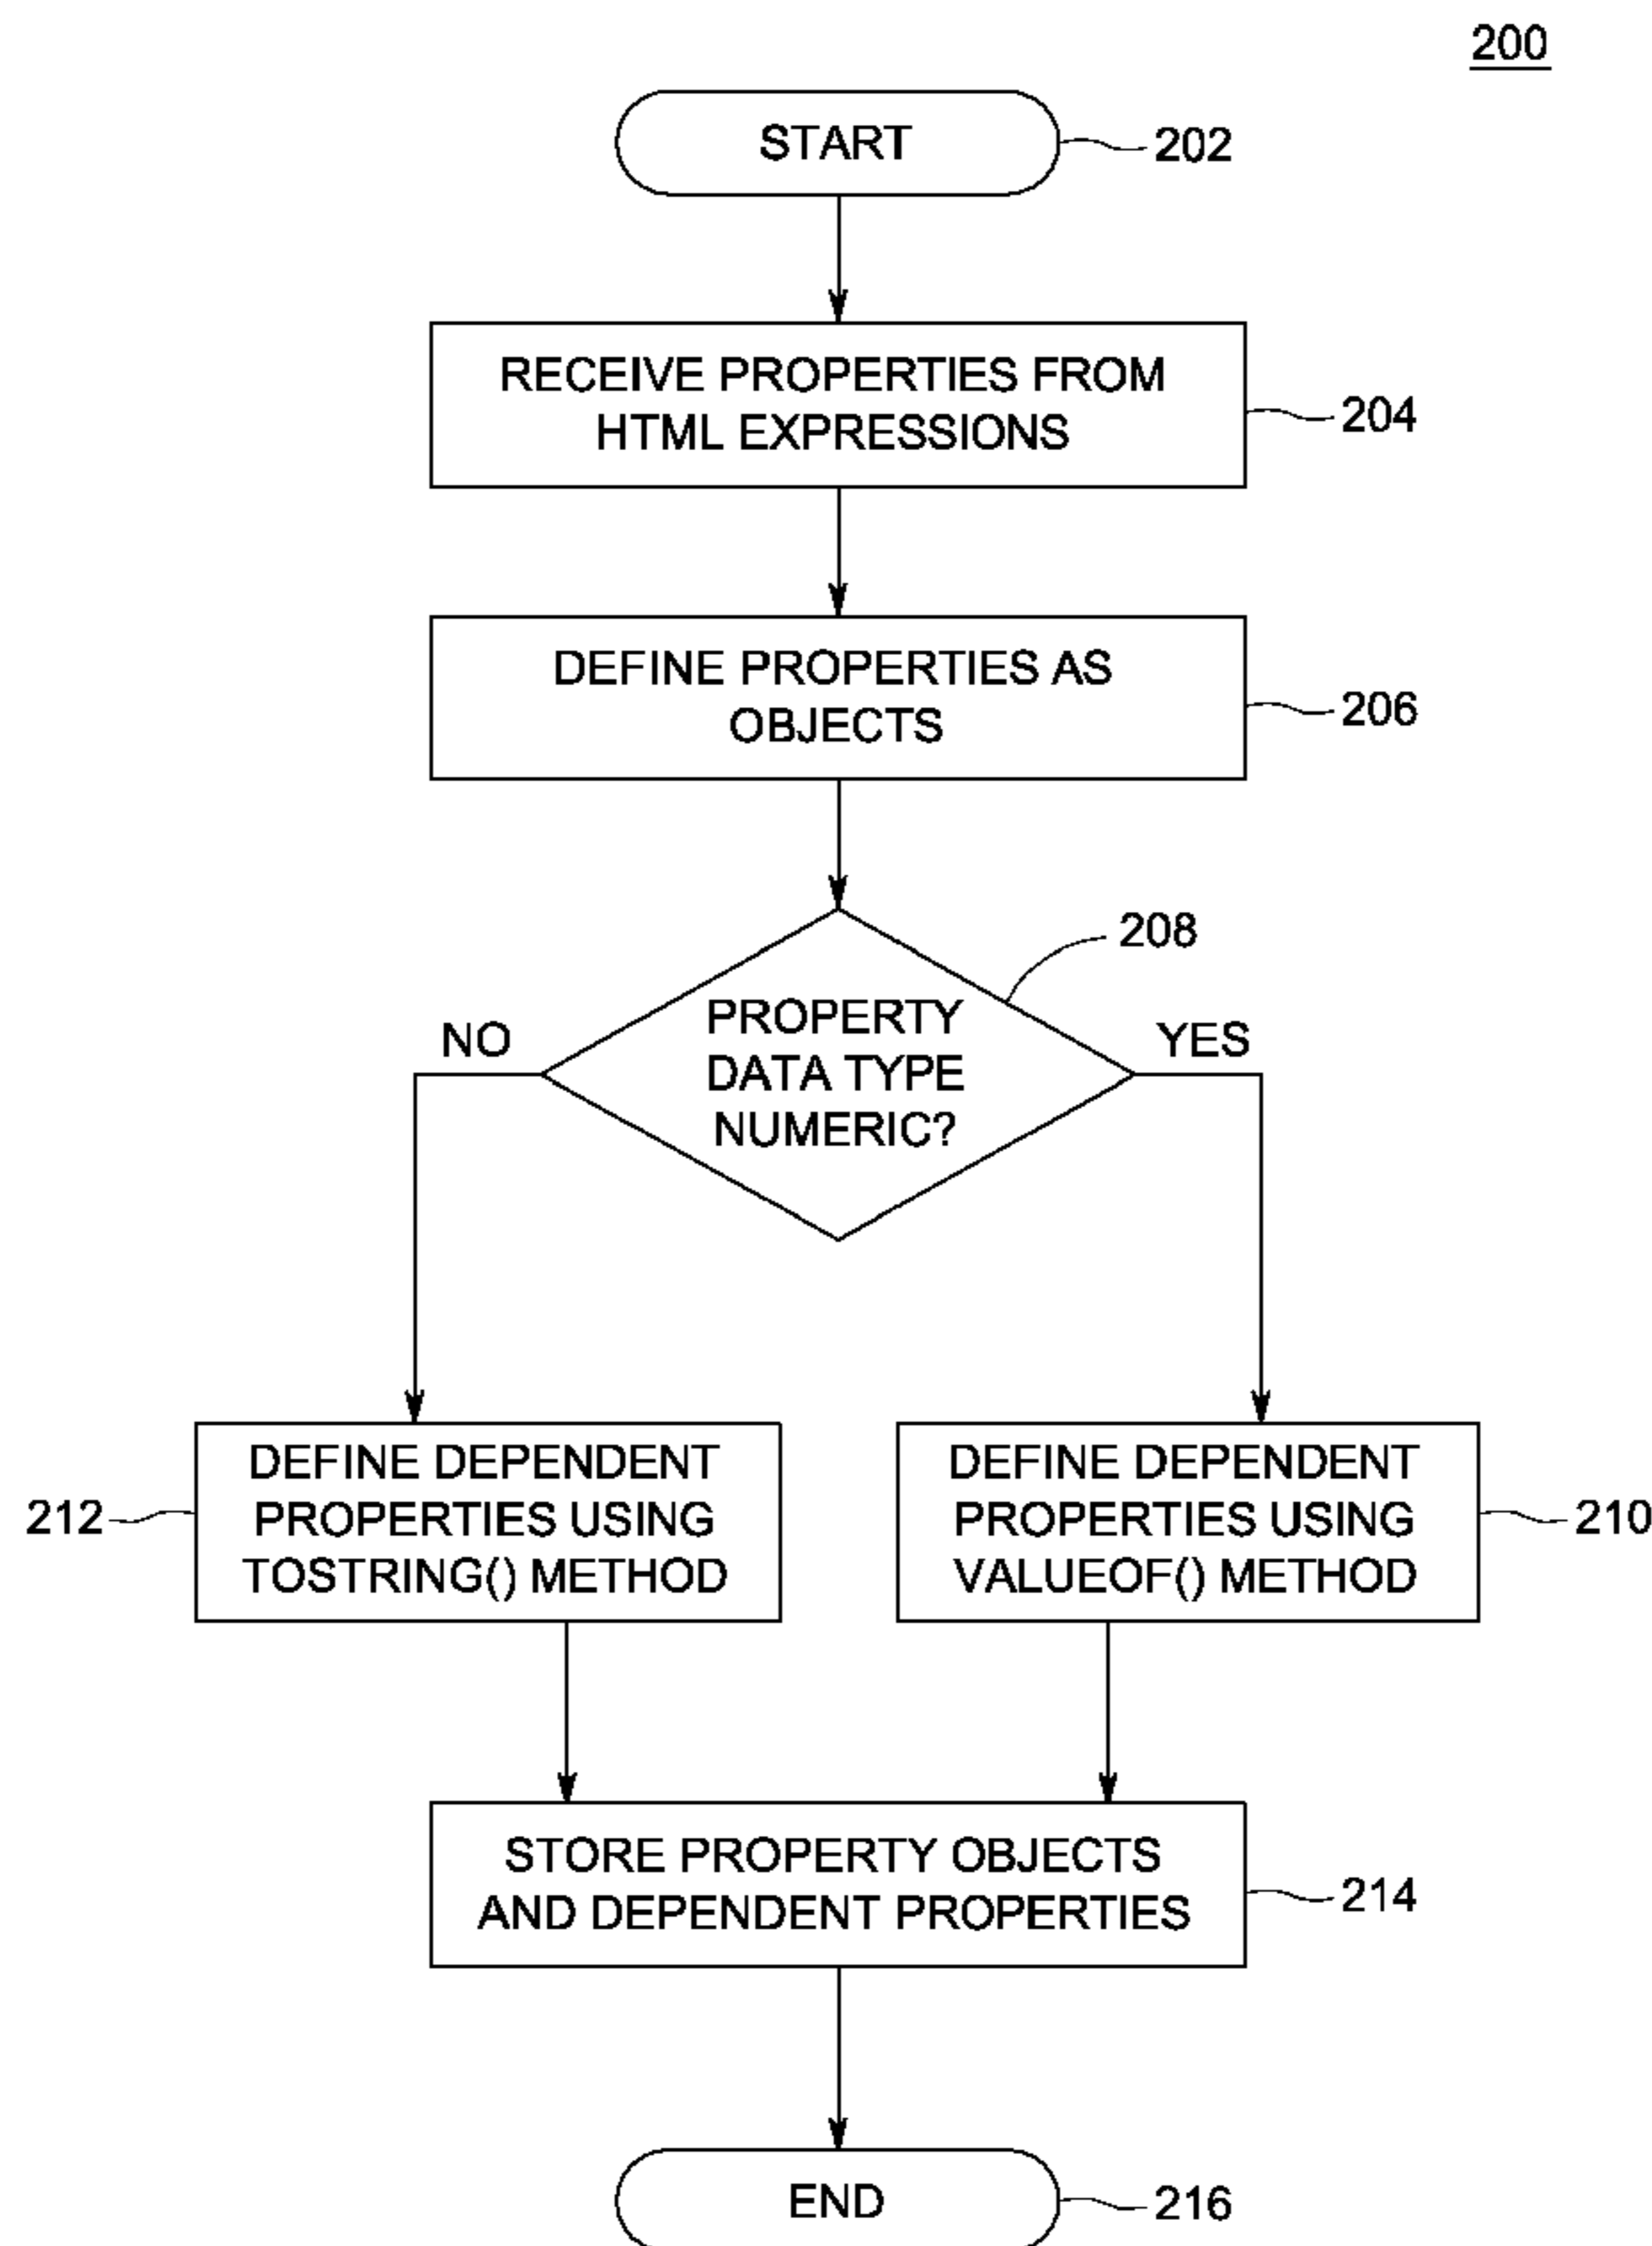 200
START
202
RECEIVE PROPERTIES FROM
HTML EXPRESSIONS
204
DEFINE PROPERTIES AS
OBJECTS
206
208
PROPERTY
DATA TYPE
NUMERIC?
NO
YES
DEFINE DEPENDENT
PROPERTIES USING
TOSTRING() METHOD
212
DEFINE DEPENDENT
PROPERTIES USING
VALUEOF() METHOD
210
STORE PROPERTY OBJECTS
AND DEPENDENT PROPERTIES
214
END
216